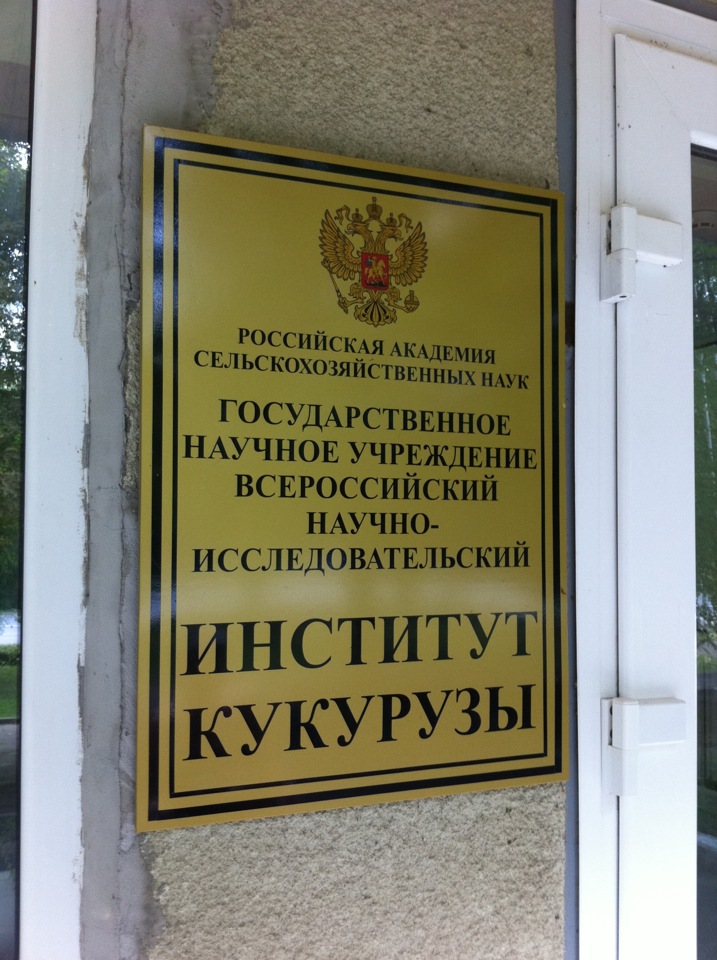 РОССИЙСКАЯ АКАДЕМИЯ
СЕЛЬСКОХОЗЯЙСТВЕННЫХ НАУК
ГОСУДАРСТВЕННОЕ
НАУЧНОЕ УЧРЕЖДЕНИЕ
ВСЕРОССИЙСКИЙ
НАУЧНО-
ИССЛЕДОВАТЕЛЬСКИЙ
ИНСТИТУТ
КУКУРУЗЫ